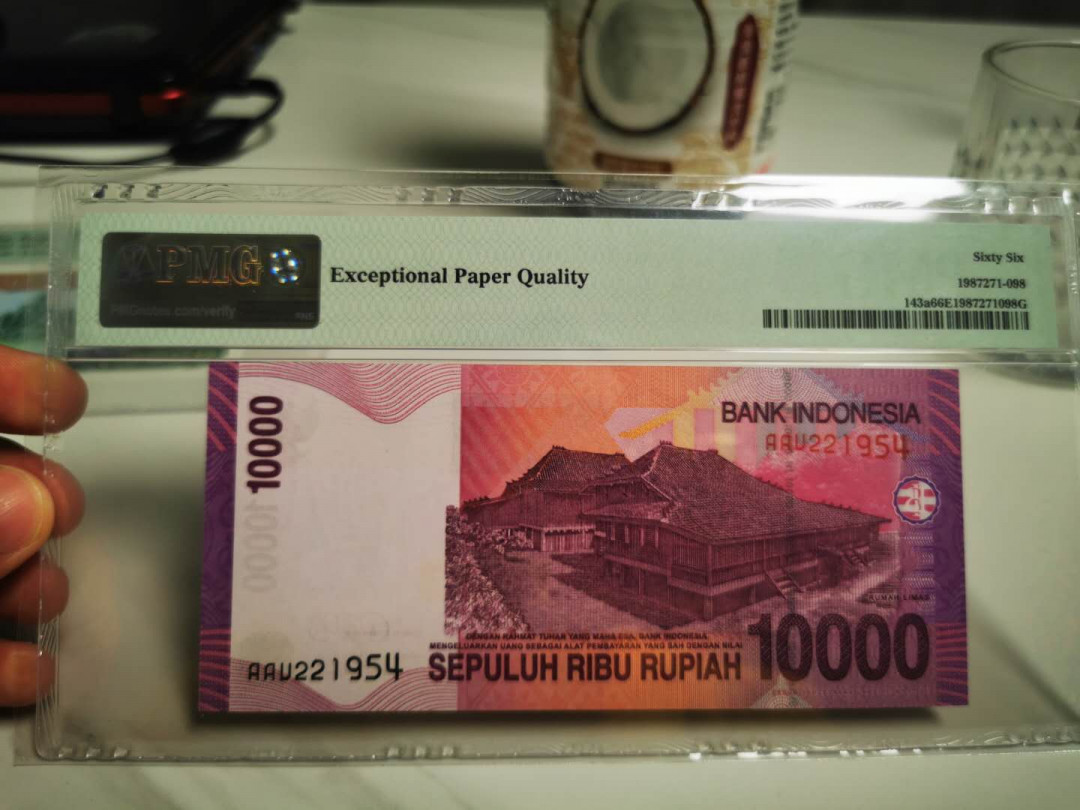 PMG
PMGnotes.com/verify
Exceptional Paper Quality
Sixty Six
1987271-098
143a66E1987271098G
10000
BANK INDONESIA
AAU221954
RUMAH LIMAS
DENGAN RAHMAT TUHAN YANG MAHA ESA, BANK INDONESIA
MENGELUARKAN UANG SEBAGAI ALAT PEMBAYARAN YANG SAH DENGAN NILAI
AAU221954
SEPULUH RIBU RUPIAH 10000